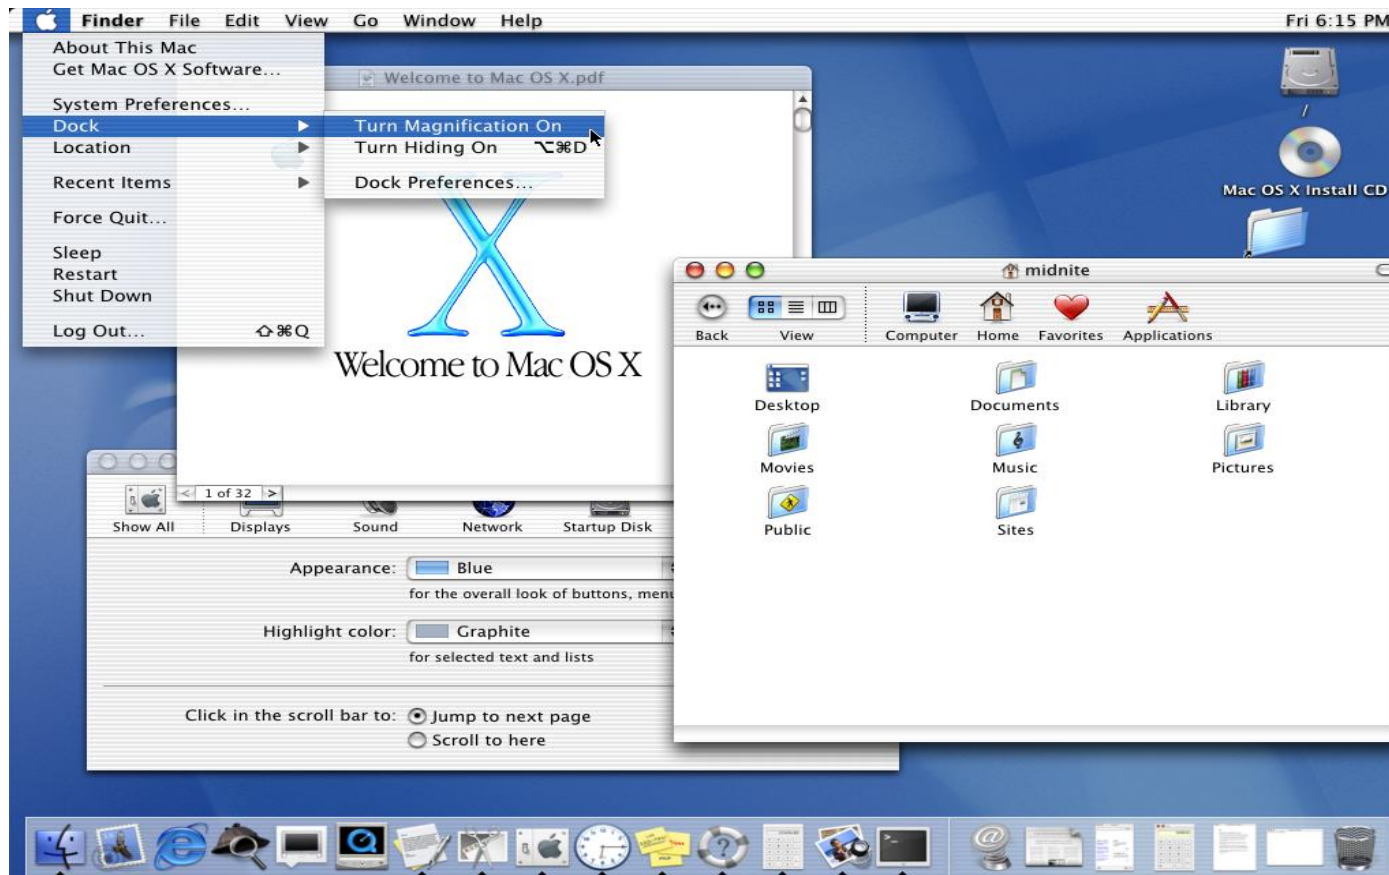 Finder File Edit View Go Window Help Fri 6:15 PM
About This Mac
Get Mac OS X Software...
System Preferences...
Dock
Location
Recent Items
Force Quit...
Sleep
Restart
Shut Down
Log Out... ⇧⌘Q
Turn Magnification On
Turn Hiding On ⌥⌘D
Dock Preferences...
Welcome to Mac OS X.pdf
X
Welcome to Mac OS X
< 1 of 32 >
/
Mac OS X Install CD
midnite
Back View Computer Home Favorites Applications
Desktop Documents Library
Movies Music Pictures
Public Sites
Show All Displays Sound Network Startup Disk
Appearance: Blue
for the overall look of buttons, menu
Highlight color: Graphite
for selected text and lists
Click in the scroll bar to: Jump to next page
Scroll to here